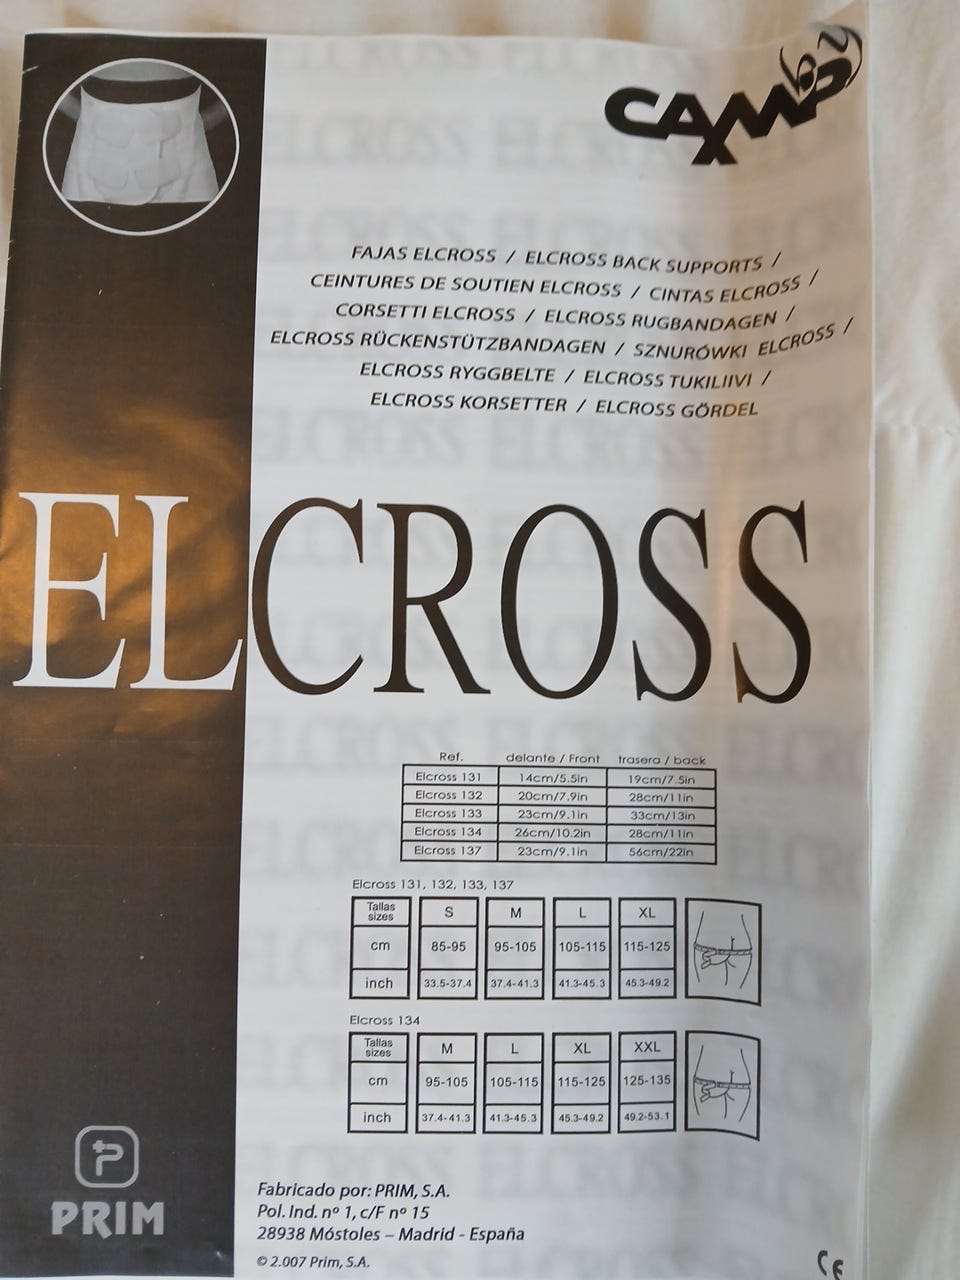 by
CAMP
FAJAS ELCROSS / ELCROSS BACK SUPPORTS /
CEINTURES DE SOUTIEN ELCROSS / CINTAS ELCROSS /
CORSETTI ELCROSS / ELCROSS RUGBANDAGEN /
ELCROSS RÜCKENSTÜTZBANDAGEN / SZNURÓWKI ELCROSS /
ELCROSS RYGGBELTE / ELCROSS TUKILIIVI /
ELCROSS KORSETTER / ELCROSS GÖRDEL
ELCROSS
Ref. delante / Front trasera / back
Elcross 131 14cm/5.5in 19cm/7.5in
Elcross 132 20cm/7.9in 28cm/11in
Elcross 133 23cm/9.1in 33cm/13in
Elcross 134 26cm/10.2in 28cm/11in
Elcross 137 23cm/9.1in 56cm/22in
Elcross 131, 132, 133, 137
Tallas sizes S M L XL
cm 85-95 95-105 105-115 115-125
inch 33.5-37.4 37.4-41.3 41.3-45.3 45.3-49.2
Elcross 134
Tallas sizes M L XL XXL
cm 95-105 105-115 115-125 125-135
inch 37.4-41.3 41.3-45.3 45.3-49.2 49.2-53.1
PRIM
Fabricado por: PRIM, S.A.
Pol. Ind. nº 1, c/F nº 15
28938 Móstoles – Madrid - España
© 2.007 Prim, S.A.
CE